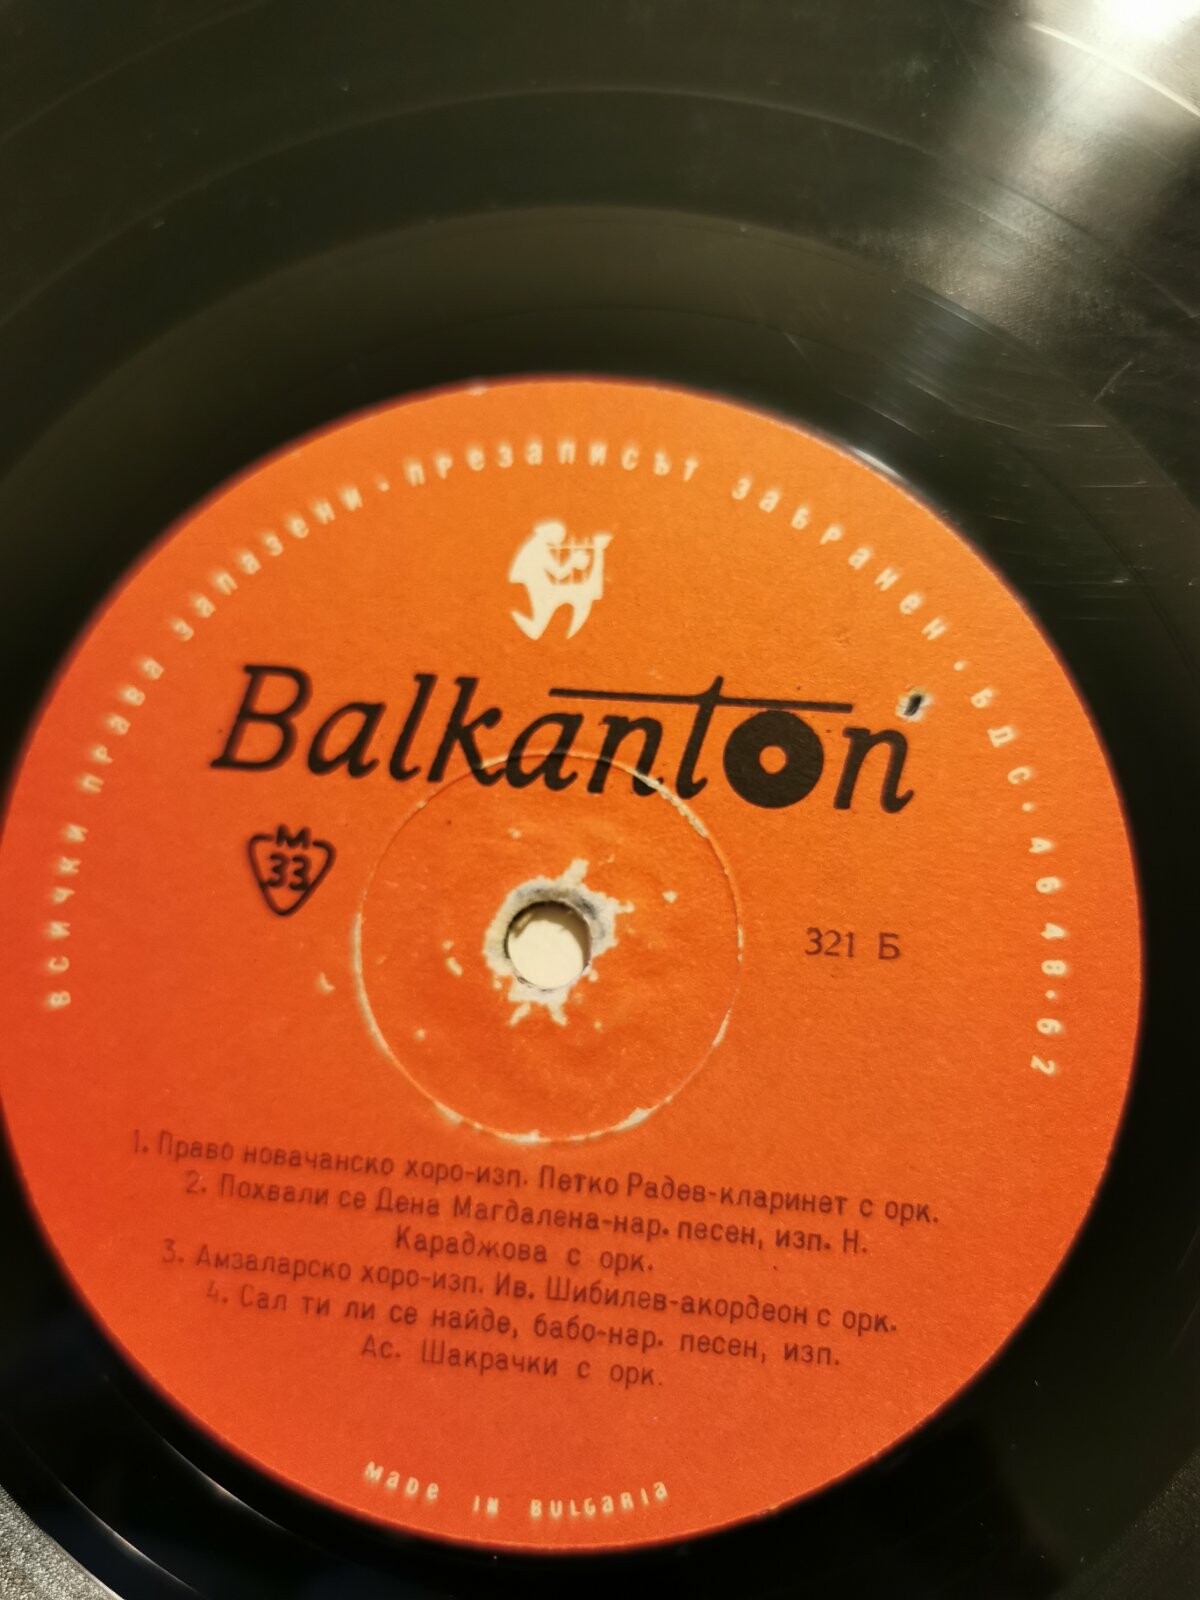 всички права запазени · презаписът забранен · БДС · 4648-62
Balkanton
М
33
321 Б
1. Право новачанско хоро-изп. Петко Радев-кларинет с орк.
2. Похвали се Дена Магдалена-нар. песен, изп. Н.
Караджова с орк.
3. Амзаларско хоро-изп. Ив. Шибилев-акордеон с орк.
4. Сал ти ли се найде, бабо-нар. песен, изп.
Ас. Шакрачки с орк.
MADE IN BULGARIA